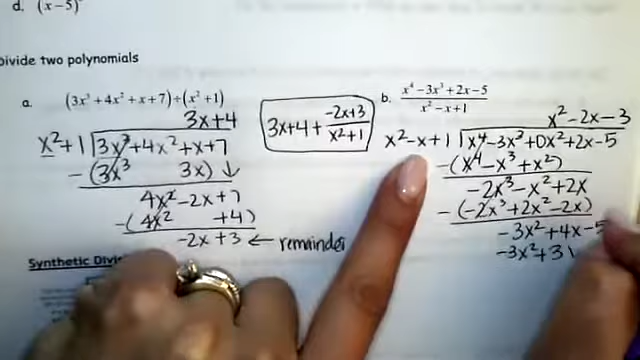 d. (x−5)
Divide two polynomials
a. (3x³ + 4x² + x + 7) ÷ (x² + 1)
3x+4
x²+1 3x³+4x²+x+7
−(3x³ 3x) ↓
4x²−2x+7
−(4x² +4)
−2x+3 ← remainder
3x+4+ −2x+3 / x²+1
b. x⁴−3x³+2x−5 / x²−x+1
x²−2x−3
x²−x+1 x⁴−3x³+0x²+2x−5
−(x⁴−x³+x²)
−2x³−x²+2x
−(−2x³+2x²−2x)
−3x²+4x−5
−3x²+3
Synthetic